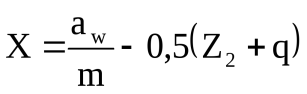 X = a_w/m - 0,5(Z_2 + q)